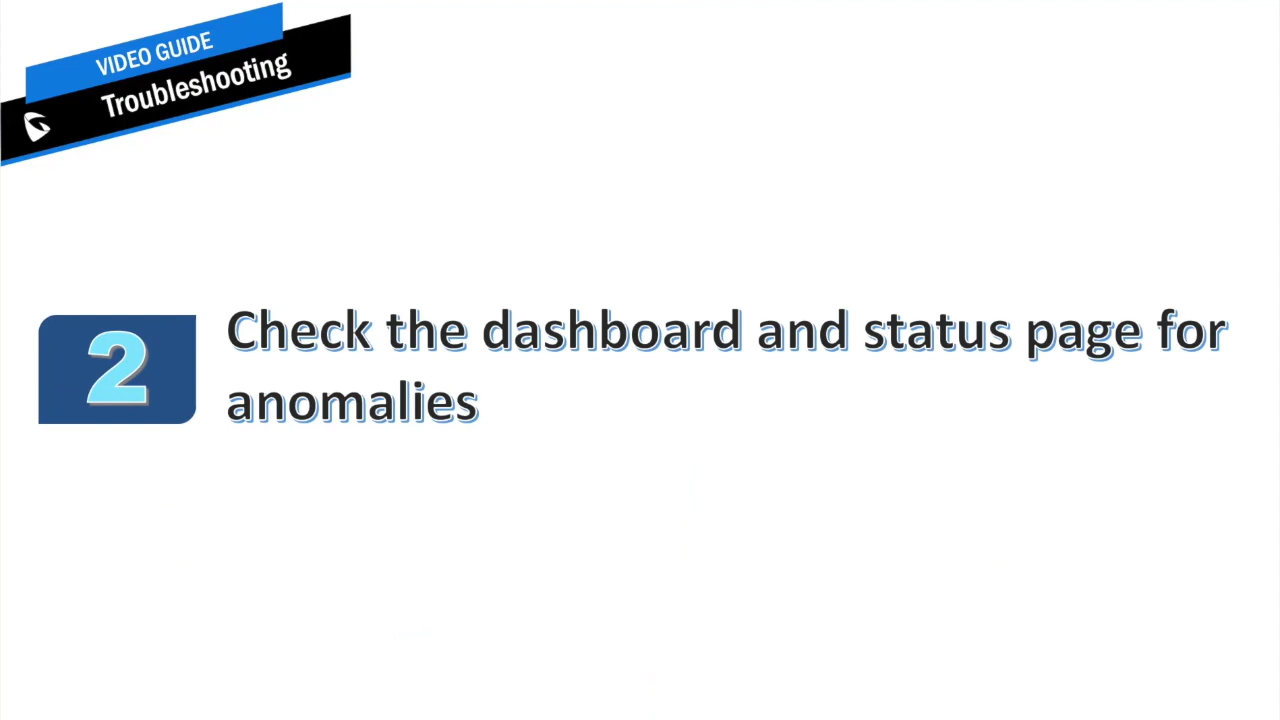 VIDEO GUIDE
Troubleshooting
2
Check the dashboard and status page for
anomalies